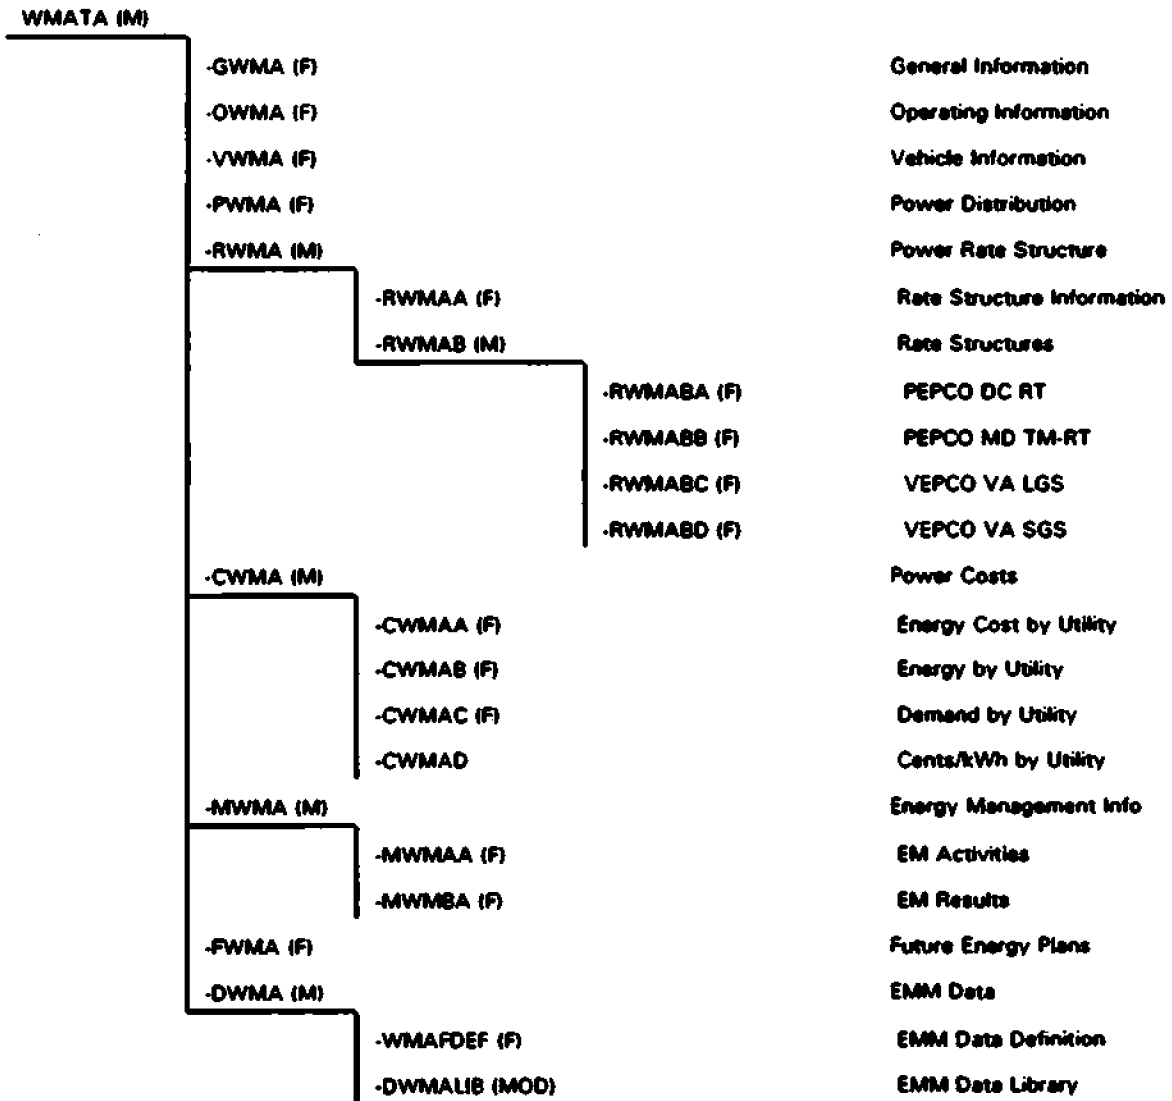 WMATA (M)
-GWMA (F) General Information
-OWMA (F) Operating Information
-VWMA (F) Vehicle Information
-PWMA (F) Power Distribution
-RWMA (M) Power Rate Structure
-RWMAA (F) Rate Structure Information
-RWMAB (M) Rate Structures
-RWMABA (F) PEPCO DC RT
-RWMABB (F) PEPCO MD TM-RT
-RWMABC (F) VEPCO VA LGS
-RWMABD (F) VEPCO VA SGS
-CWMA (M) Power Costs
-CWMAA (F) Energy Cost by Utility
-CWMAB (F) Energy by Utility
-CWMAC (F) Demand by Utility
-CWMAD Cents/kWh by Utility
-MWMA (M) Energy Management Info
-MWMAA (F) EM Activities
-MWMBA (F) EM Results
-FWMA (F) Future Energy Plans
-DWMA (M) EMM Data
-WMAFDEF (F) EMM Data Definition
-DWMALIB (MOD) EMM Data Library